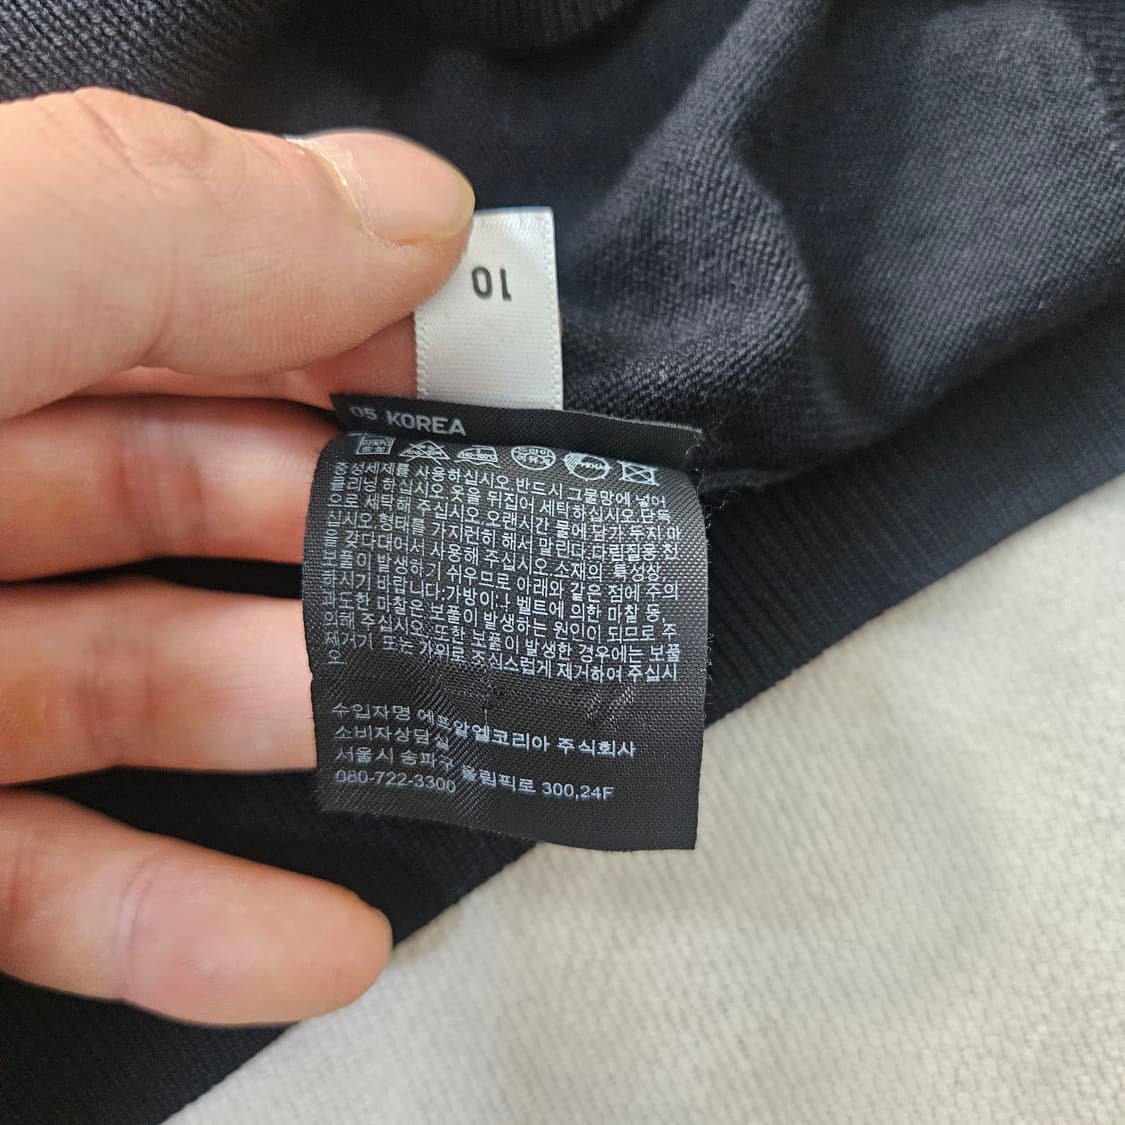 10
05 KOREA
중성세제를 사용하십시오.반드시 그물망에 넣어
클리닝 하십시오.옷을 뒤집어 세탁하십시오.단독
으로 세탁해 주십시오.오랜시간 물에 담가 두지 마
십시오.형태를 가지런히 해서 말린다.다림질용 천
을 갖다대어서 사용해 주십시오.소재의 특성상,
보풀이 발생하기 쉬우므로 아래와 같은 점에 주의
하시기 바랍니다.가방이나 벨트에 의한 마찰 등,
과도한 마찰은 보풀이 발생하는 원인이 되므로 주
의해 주십시오. 또한 보풀이 발생한 경우에는 보풀
제거기 또는 가위로 조심스럽게 제거하여 주십시
오
수입자명 에프알엘코리아 주식회사
소비자상담실
서울시 송파구 올림픽로 300,24F
080-722-3300